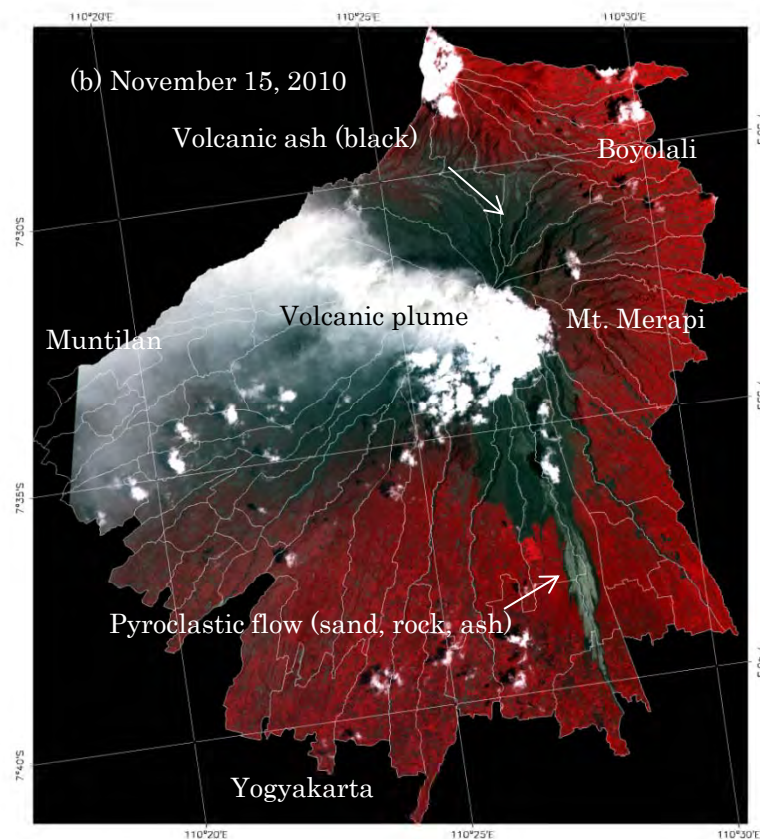 110°20'E 110°25'E 110°30'E
(b) November 15, 2010
Volcanic ash (black)
Boyolali
7°30'S
Volcanic plume
Mt. Merapi
Muntilan
7°35'S
Pyroclastic flow (sand, rock, ash)
7°40'S
Yogyakarta
110°20'E 110°25'E 110°30'E